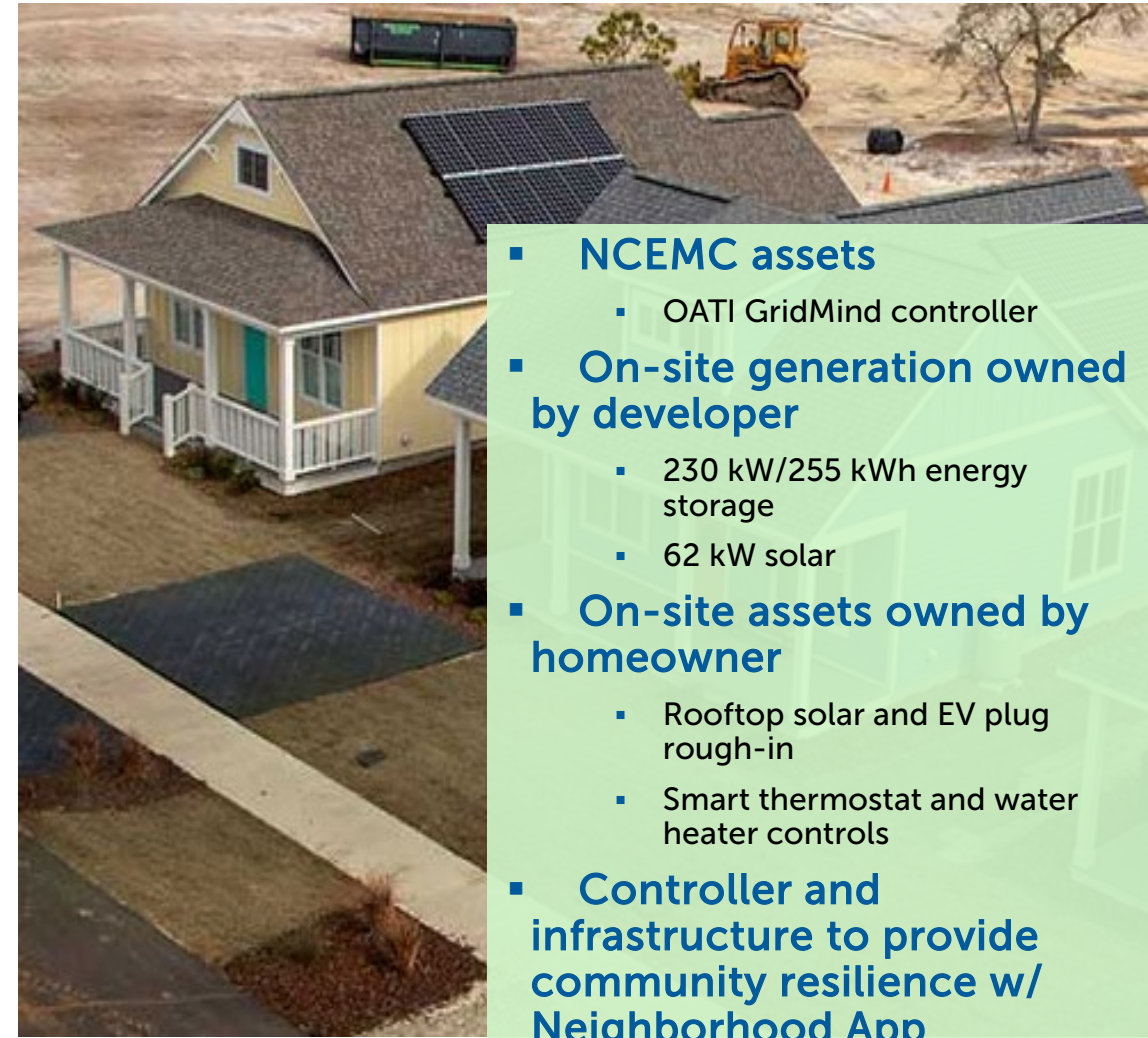 ▪ NCEMC assets
▪ OATI GridMind controller
▪ On-site generation owned
by developer
▪ 230 kW/255 kWh energy
storage
▪ 62 kW solar
▪ On-site assets owned by
homeowner
▪ Rooftop solar and EV plug
rough-in
▪ Smart thermostat and water
heater controls
▪ Controller and
infrastructure to provide
community resilience w/
Neighborhood App